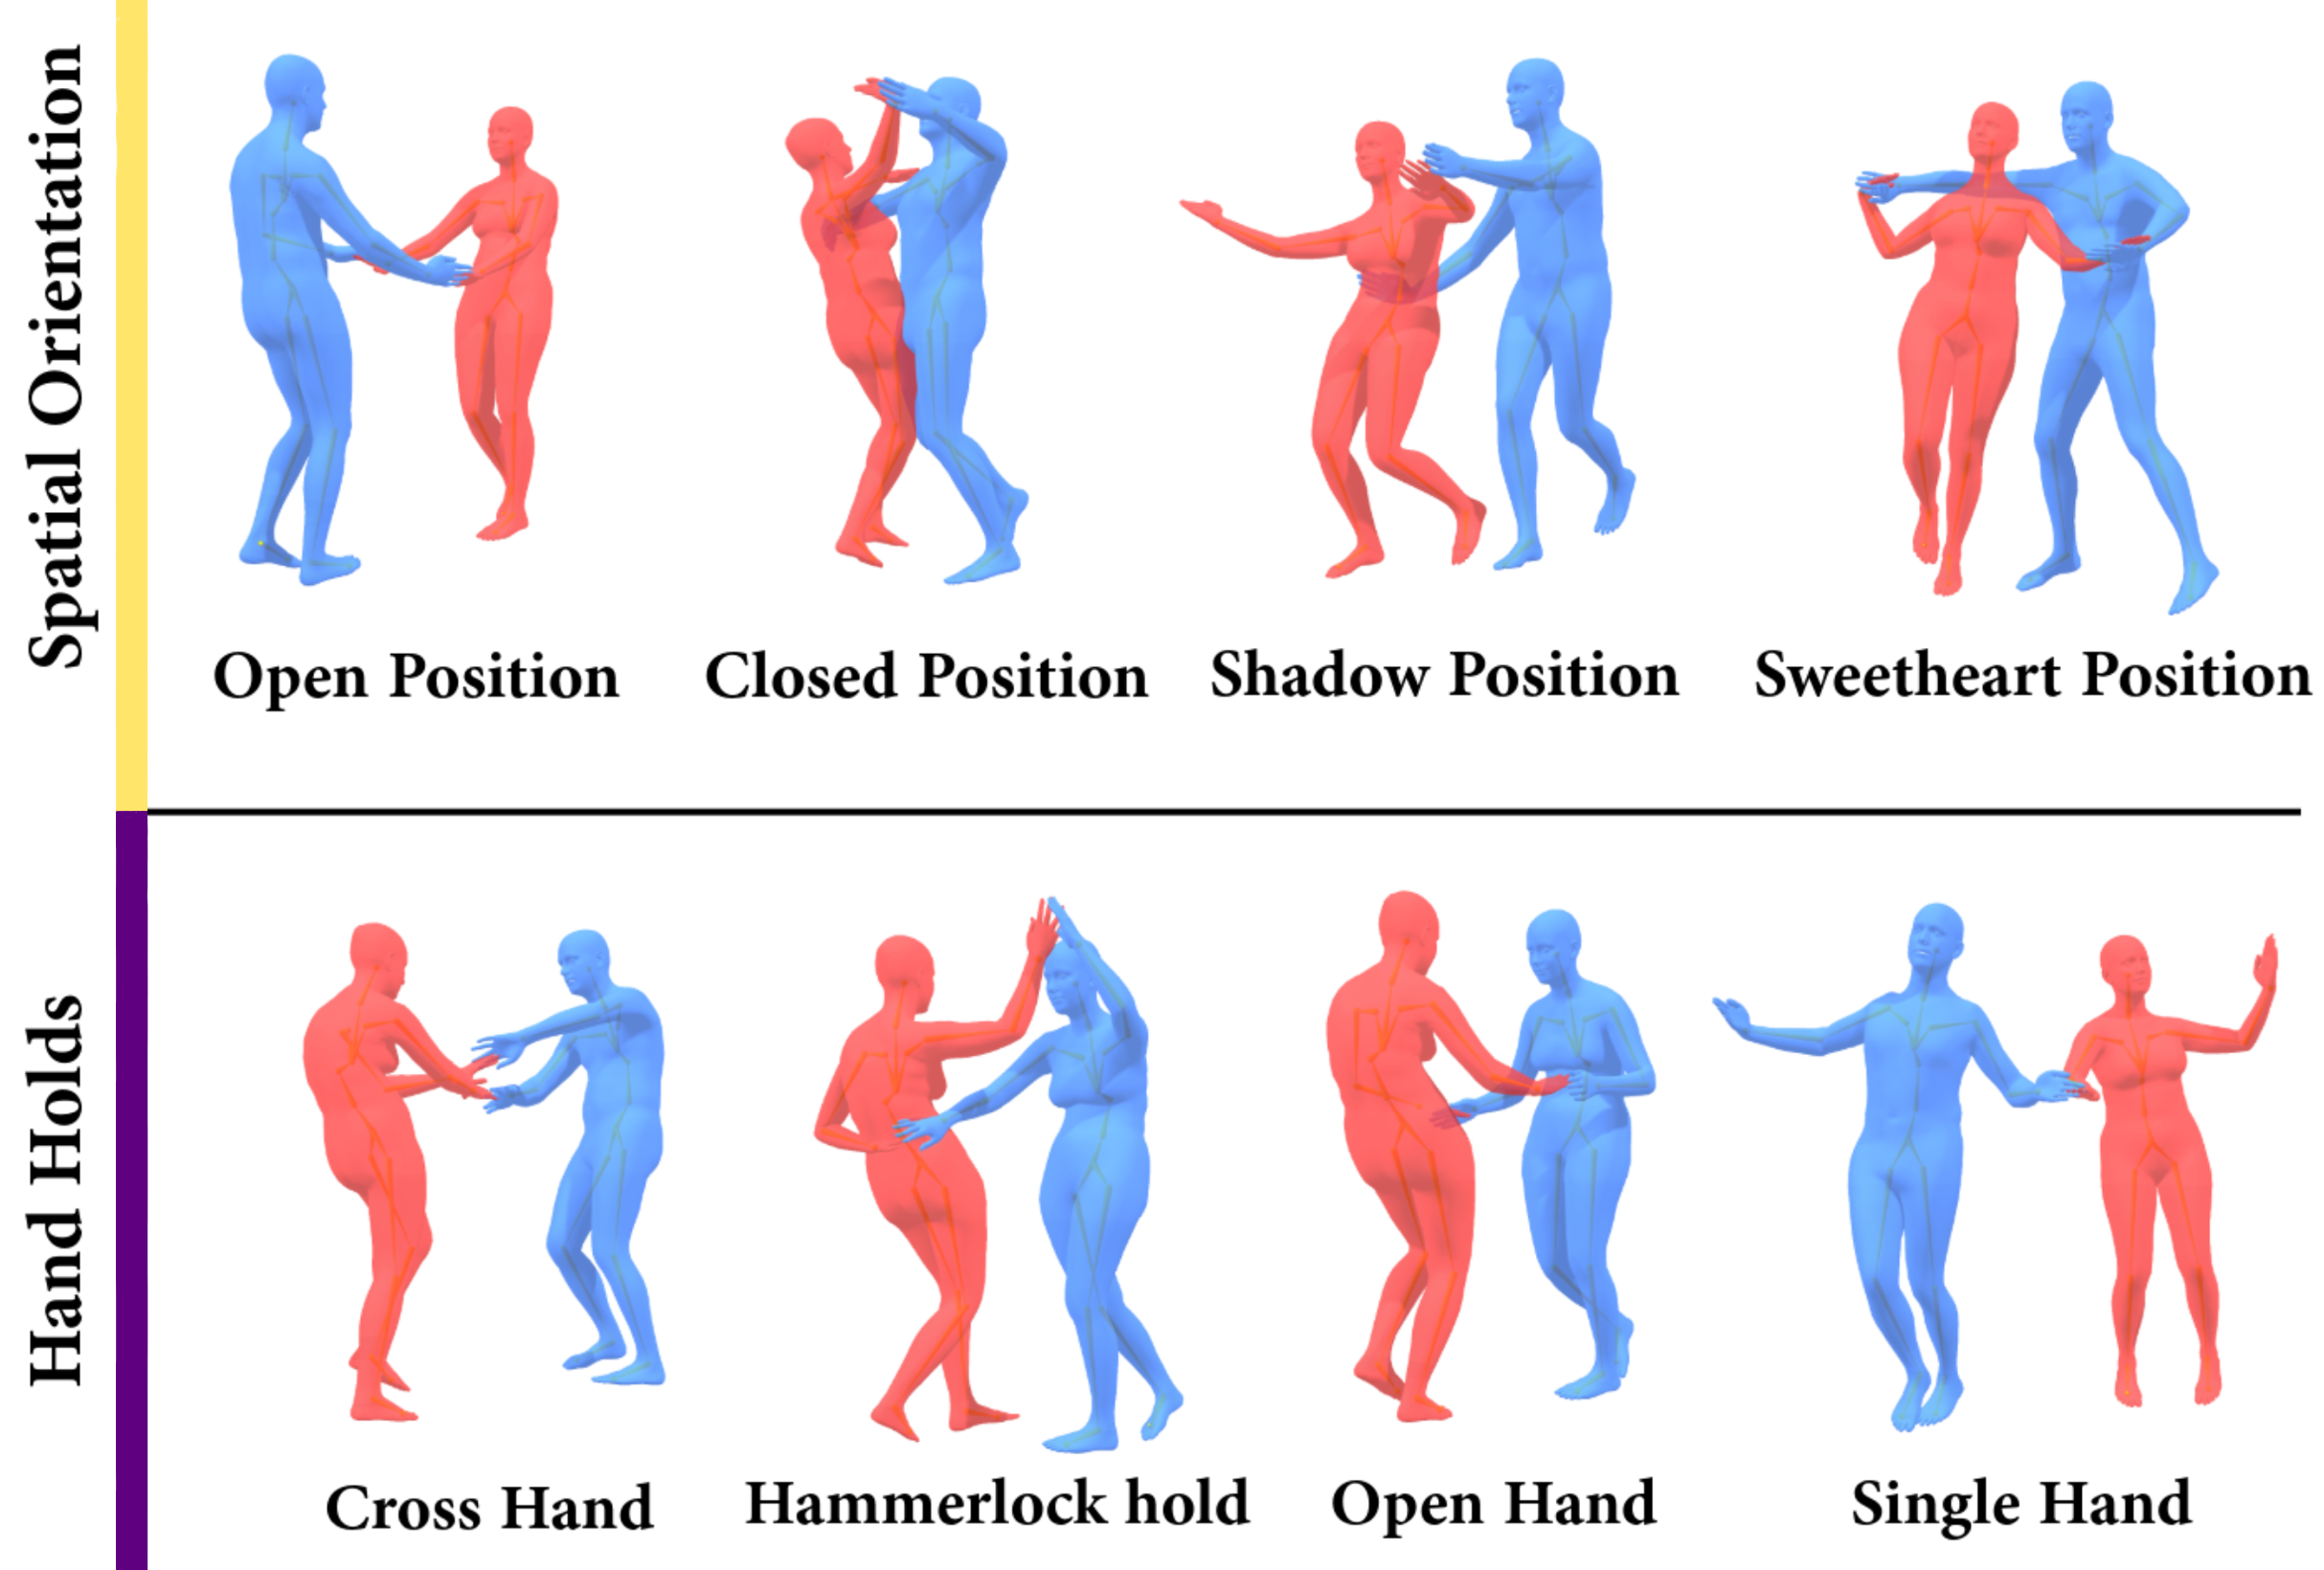 Spatial Orientation
Open Position
Closed Position
Shadow Position
Sweetheart Position
Hand Holds
Cross Hand
Hammerlock hold
Open Hand
Single Hand